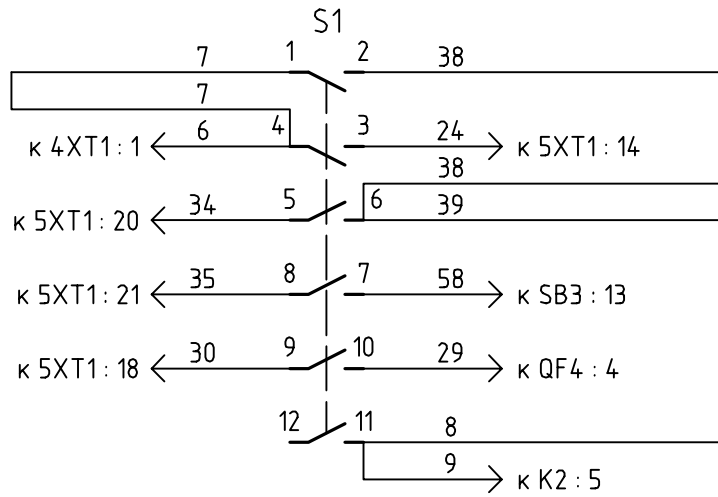 S1
7 1 2 38
7
к 4XT1 : 1 6 4 3 24 к 5XT1 : 14
38
к 5XT1 : 20 34 5 6 39
к 5XT1 : 21 35 8 7 58 к SB3 : 13
к 5XT1 : 18 30 9 10 29 к QF4 : 4
12 11 8
9 к K2 : 5